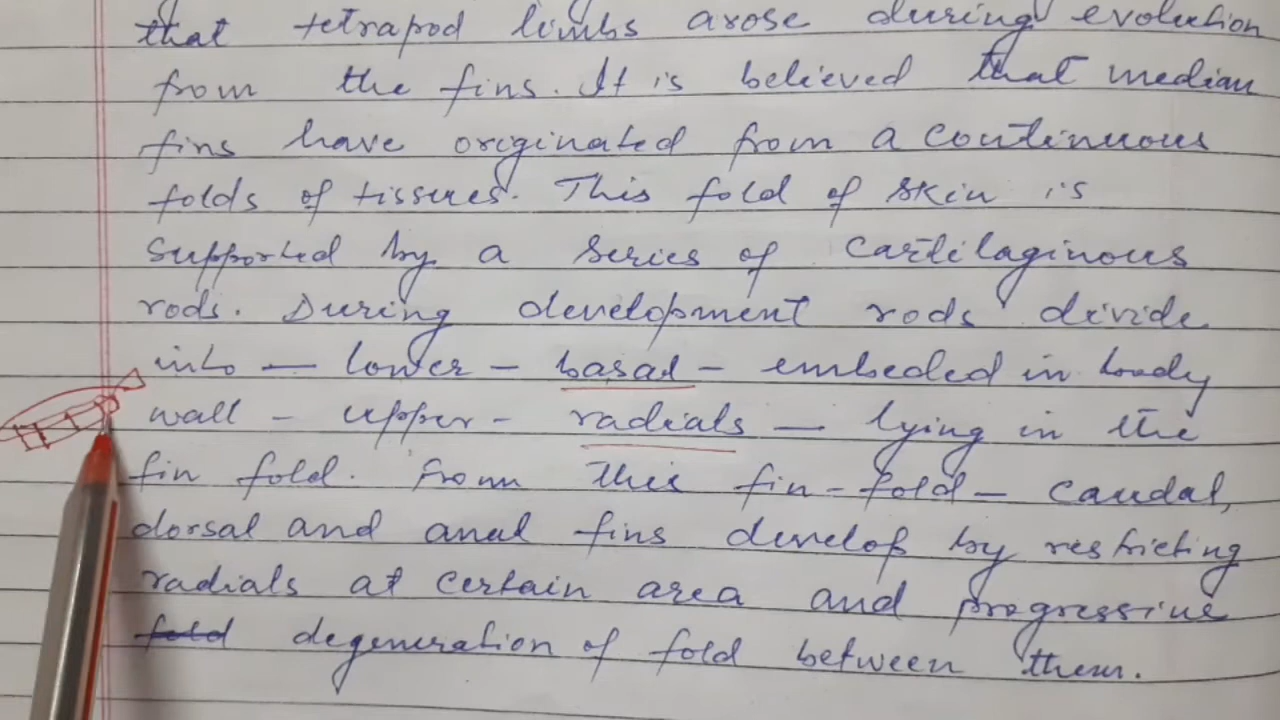 that tetrapod limbs arose during evolution
from the fins. It is believed that median
fins have originated from a continuous
folds of tissues. This fold of skin is
supported by a series of cartilaginous
rods. During development rods divide
into — lower - basal - embeded in boady
wall - upper - radials — lying in the
fin fold. From this fin-fold - caudal,
dorsal and anal fins develop by restricting
radials at certain area and progressive
fold degeneration of fold between them.